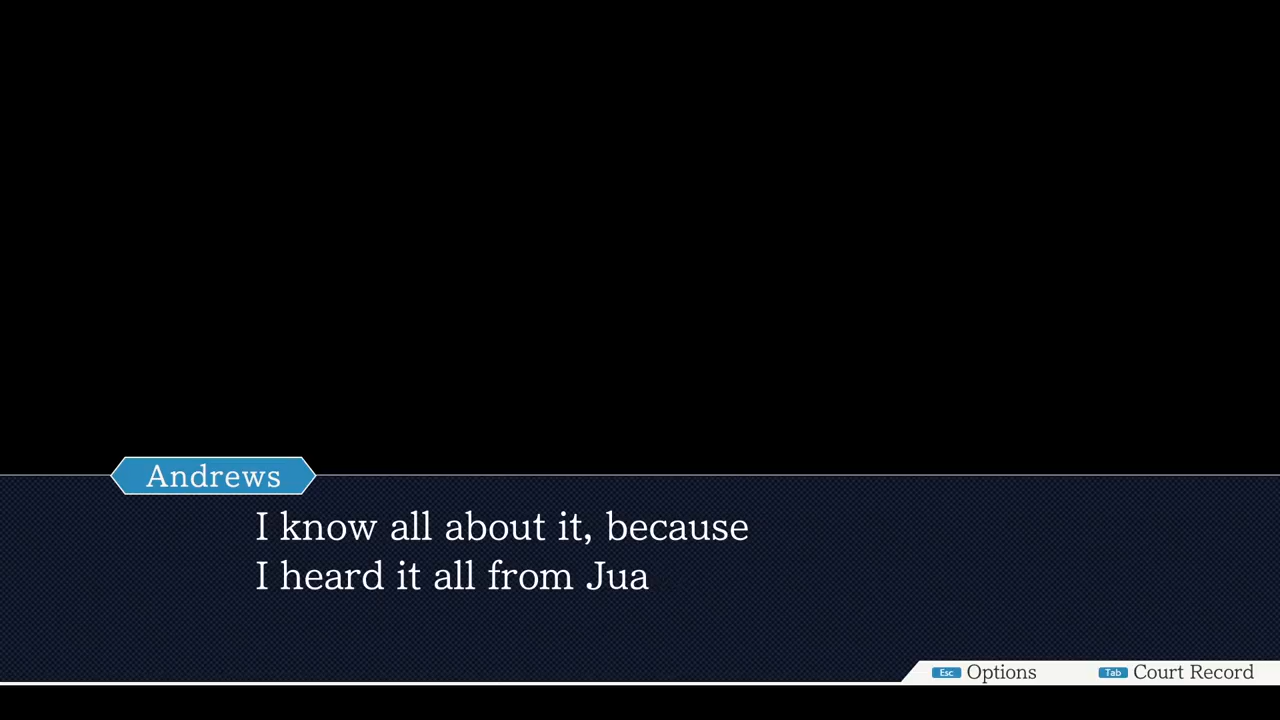 Andrews
I know all about it, because
I heard it all from Jua
Esc Options Tab Court Record